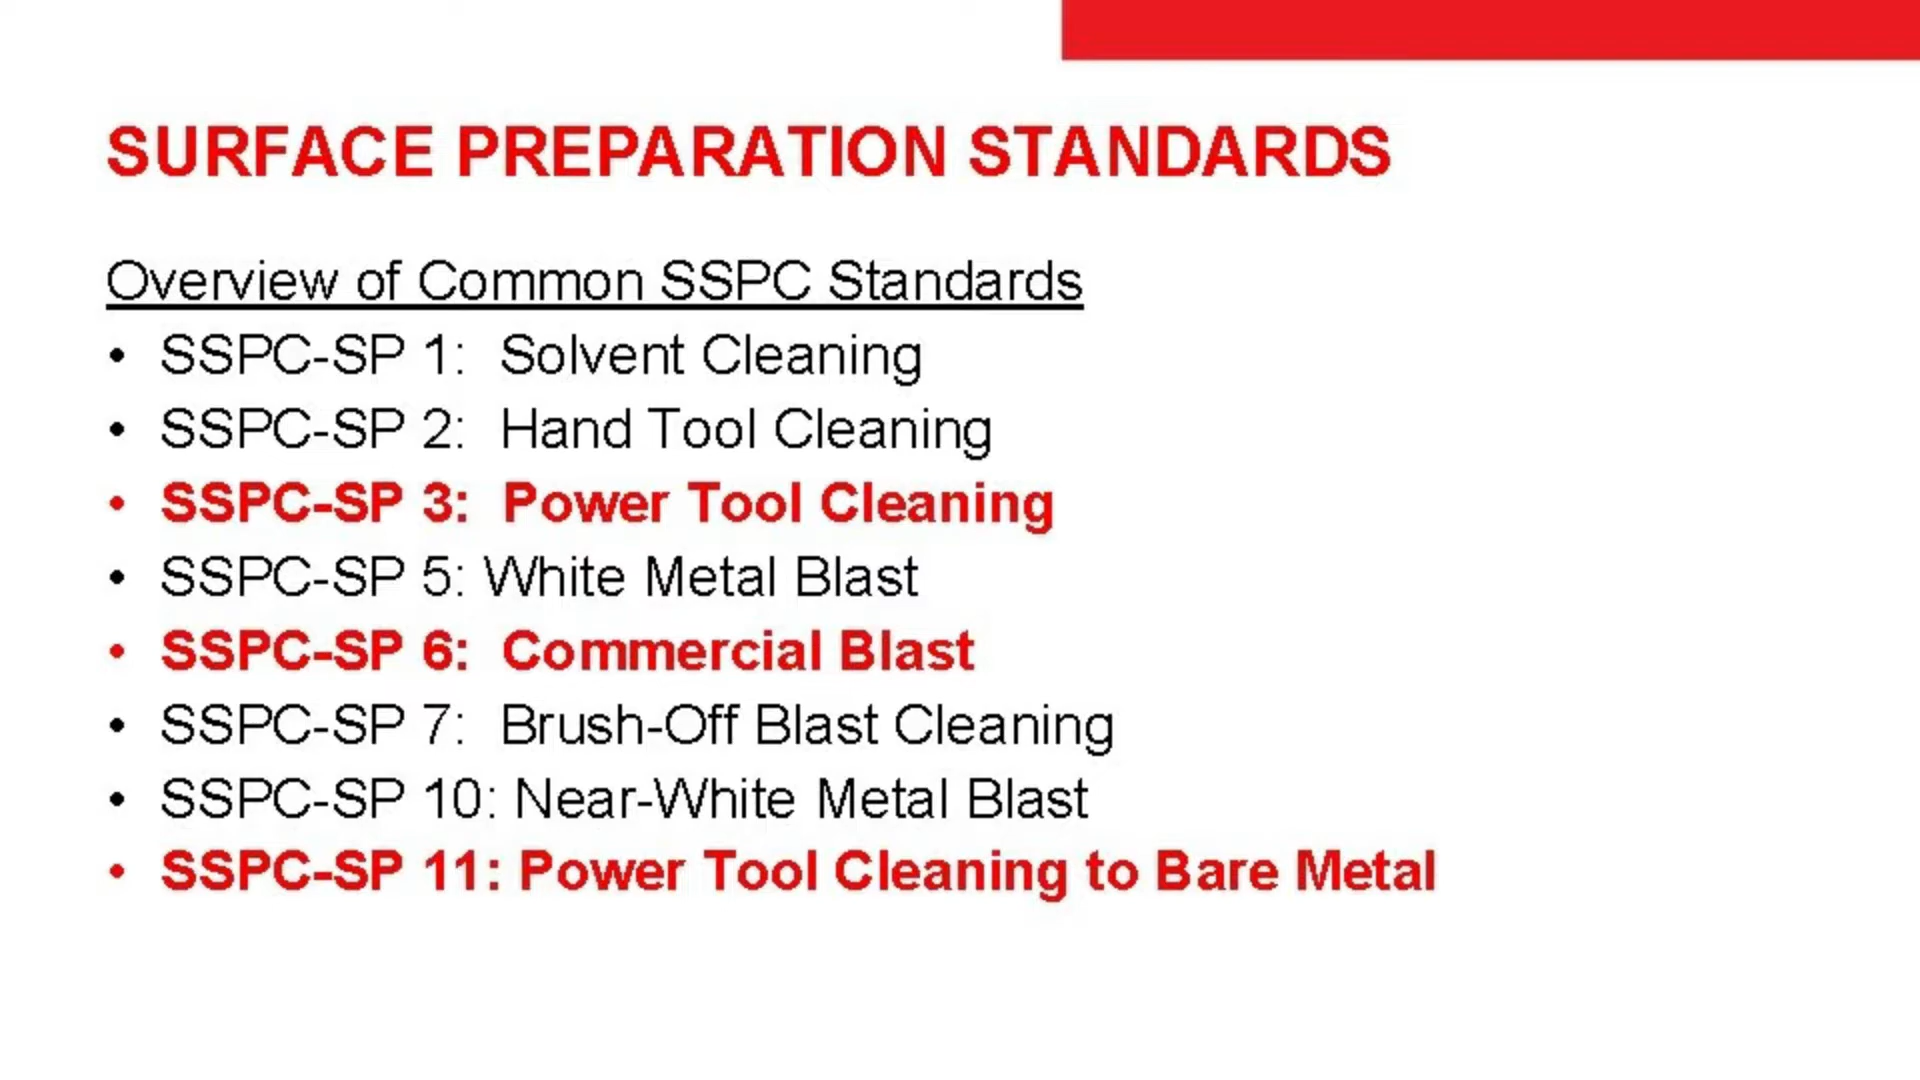 SURFACE PREPARATION STANDARDS
Overview of Common SSPC Standards
• SSPC-SP 1:  Solvent Cleaning
• SSPC-SP 2:  Hand Tool Cleaning
• SSPC-SP 3:  Power Tool Cleaning
• SSPC-SP 5: White Metal Blast
• SSPC-SP 6:  Commercial Blast
• SSPC-SP 7:  Brush-Off Blast Cleaning
• SSPC-SP 10: Near-White Metal Blast
• SSPC-SP 11: Power Tool Cleaning to Bare Metal